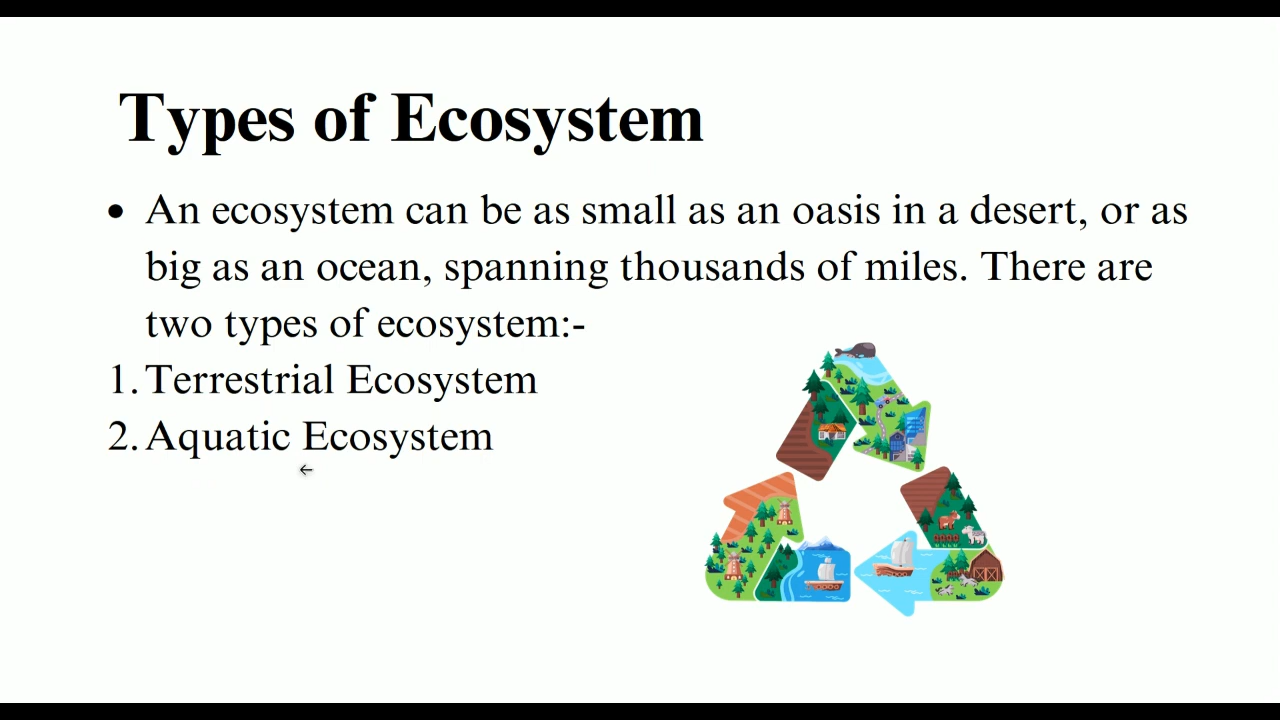 Types of Ecosystem
• An ecosystem can be as small as an oasis in a desert, or as
big as an ocean, spanning thousands of miles. There are
two types of ecosystem:-
1. Terrestrial Ecosystem
2. Aquatic Ecosystem